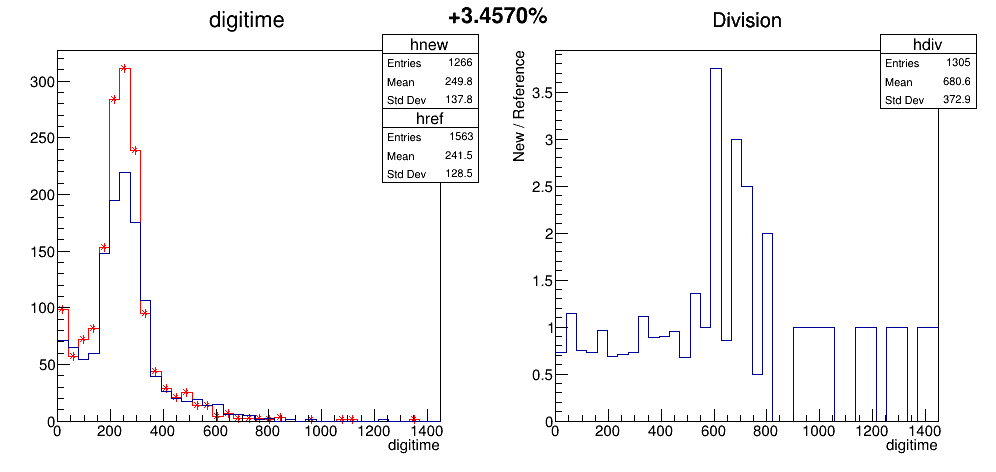 digitime
+3.4570%
Division
hnew
Entries 1266
Mean 249.8
Std Dev 137.8
href
Entries 1563
Mean 241.5
Std Dev 128.5
300
250
200
150
100
50
0
0 200 400 600 800 1000 1200 1400
digitime
hdiv
Entries 1305
Mean 680.6
Std Dev 372.9
New / Reference
3.5
3
2.5
2
1.5
1
0.5
0
0 200 400 600 800 1000 1200 1400
digitime